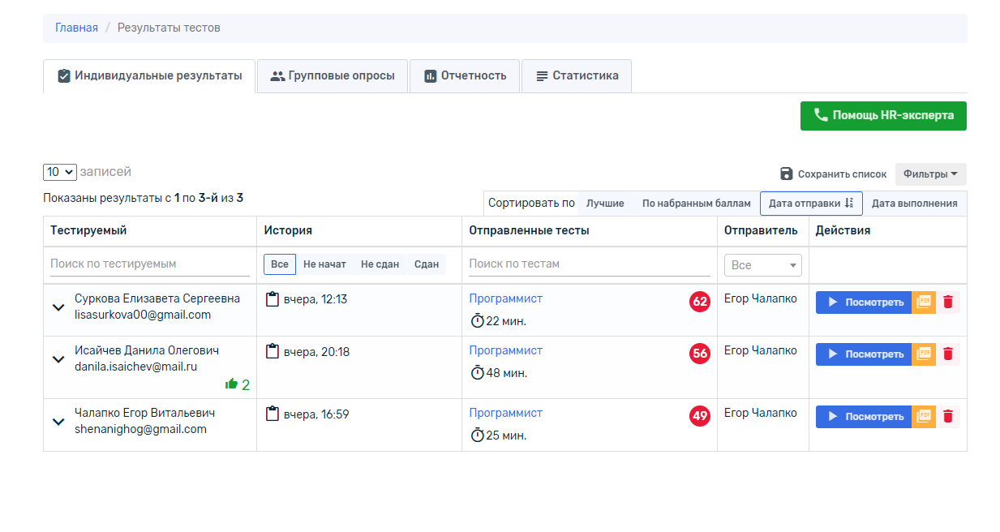 Главная / Результаты тестов
Индивидуальные результаты
Групповые опросы
Отчетность
Статистика
Помощь HR-эксперта
10 записей
Сохранить список
Фильтры
Показаны результаты с 1 по 3-й из 3
Сортировать по Лучшие По набранным баллам Дата отправки Дата выполнения
Тестируемый История Отправленные тесты Отправитель Действия
Поиск по тестируемым Все Не начат Не сдан Сдан Поиск по тестам Все
Суркова Елизавета Сергеевна вчера, 12:13 Программист 62 Егор Чалапко Посмотреть PDF
lisasurkova00@gmail.com 22 мин.
Исайчев Данила Олегович вчера, 20:18 Программист 56 Егор Чалапко Посмотреть PDF
danila.isaichev@mail.ru 48 мин.
2
Чалапко Егор Витальевич вчера, 16:59 Программист 49 Егор Чалапко Посмотреть PDF
shenanighog@gmail.com 25 мин.